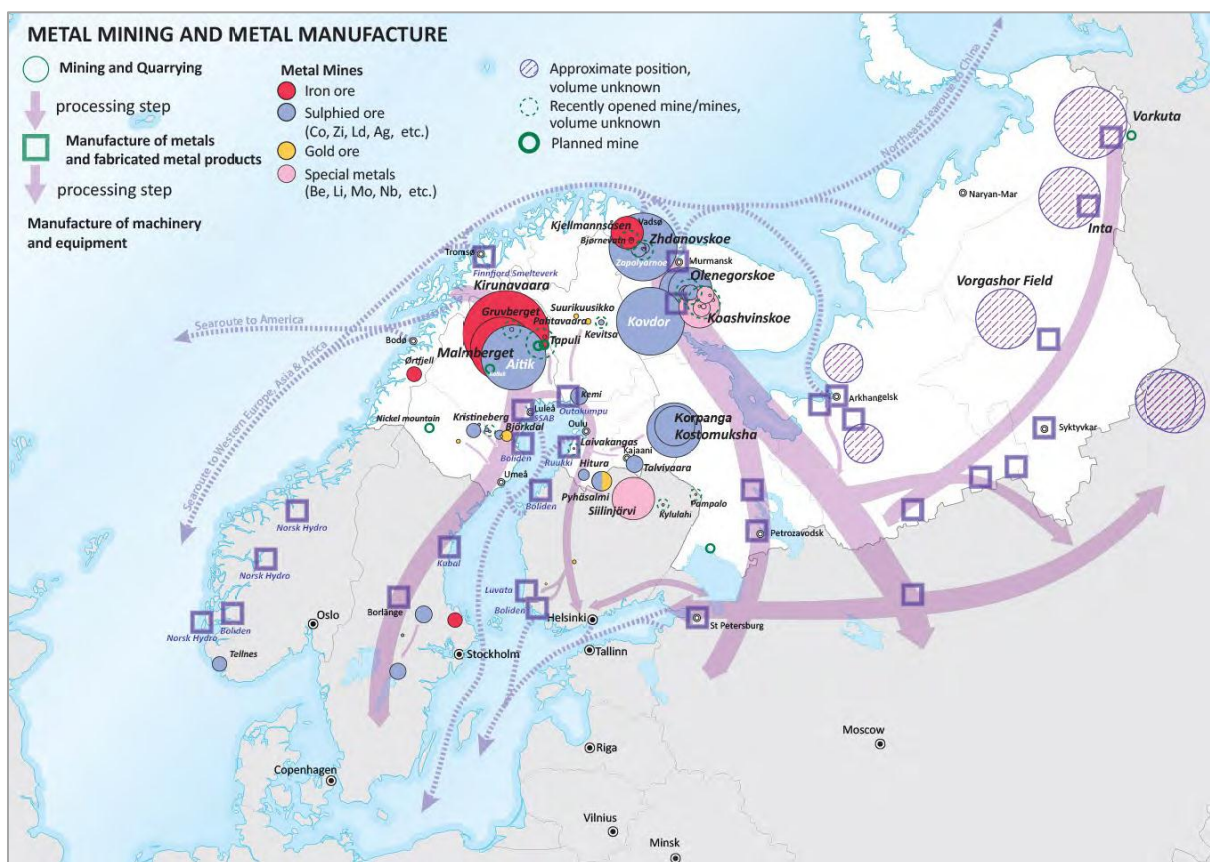 METAL MINING AND METAL MANUFACTURE
Mining and Quarrying
processing step
Manufacture of metals
and fabricated metal products
processing step
Manufacture of machinery
and equipment
Metal Mines
Iron ore
Sulphied ore
(Co, Zi, Ld, Ag, etc.)
Gold ore
Special metals
(Be, Li, Mo, Nb, etc.)
Approximate position,
volume unknown
Recently opened mine/mines,
volume unknown
Planned mine
Northeast searoute to China
Vorkuta
Naryan-Mar
Inta
Vorgashor Field
Kjellmannsåsen
Vadsø
Bjørnevatn
Zhdanovskoe
Zapolyarnoe
Murmansk
Tromsø
Finnfjord Smelteverk
Olenegorskoe
Kirunavaara
Koashvinskoe
Suurikuusikko
Gruvberget
Pahtavaara
Kevitsa
Kovdor
Searoute to America
Tapuli
Bodø
Malmberget
Aitik
Ørtfjell
Searoute to Western Europe, Asia & Africa
Kemi
Arkhangelsk
Luleå
SSAB
Outokumpu
Nickel mountain
Kristineberg
Björkdal
Oulu
Korpanga
Kostomuksha
Syktyvkar
Boliden
Ruukki
Laivakangas
Kajaani
Hitura
Talvivaara
Umeå
Boliden
Pyhäsalmi
Siilinjärvi
Pampalo
Kylulahi
Norsk Hydro
Petrozavodsk
Kubal
Norsk Hydro
Luvata
Borlänge
Boliden
Helsinki
St Petersburg
Oslo
Norsk Hydro
Boliden
Tellnes
Stockholm
Tallinn
Moscow
Riga
Copenhagen
Vilnius
Minsk